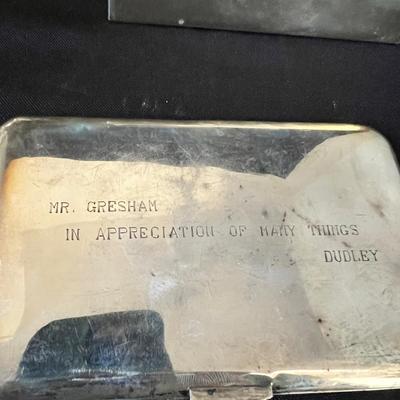 MR. GRESHAM
IN APPRECIATION OF MANY THINGS
DUDLEY